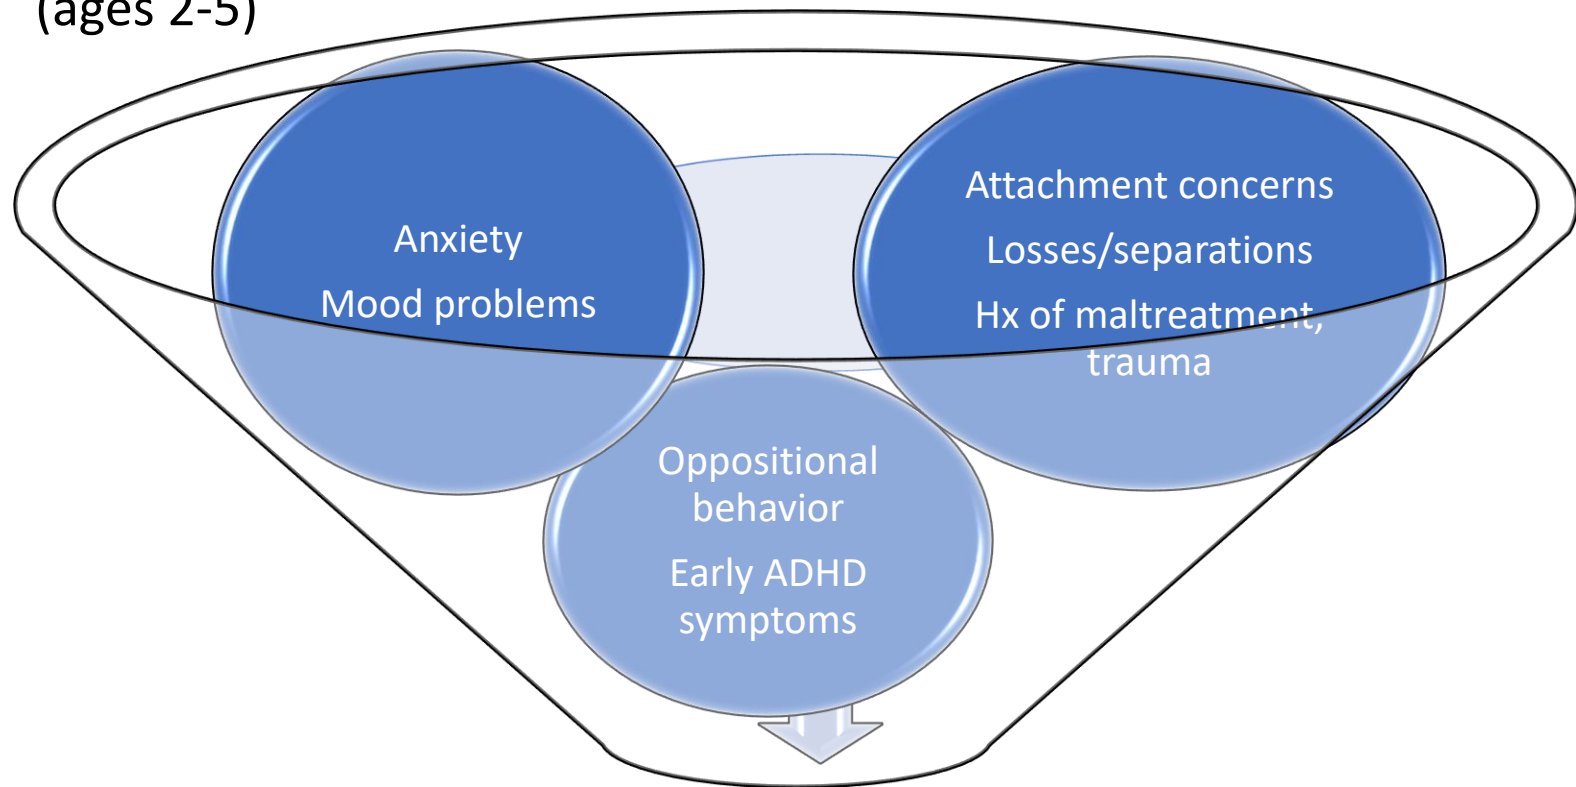 (ages 2-5)
Anxiety
Mood problems
Attachment concerns
Losses/separations
Hx of maltreatment,
trauma
Oppositional
behavior
Early ADHD
symptoms